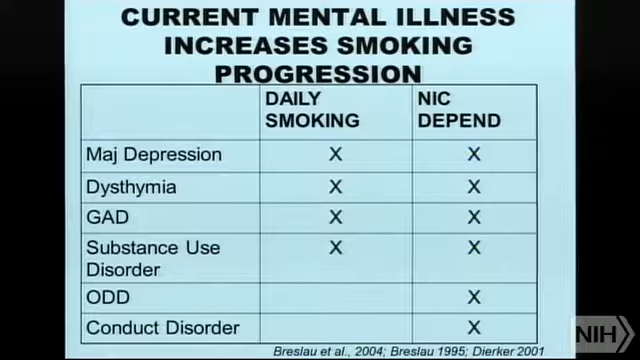 CURRENT MENTAL ILLNESS
INCREASES SMOKING
PROGRESSION
DAILY SMOKING NIC DEPEND
Maj Depression X X
Dysthymia X X
GAD X X
Substance Use Disorder X X
ODD X
Conduct Disorder X
Breslau et al., 2004; Breslau 1995; Dierker 2001
NIH